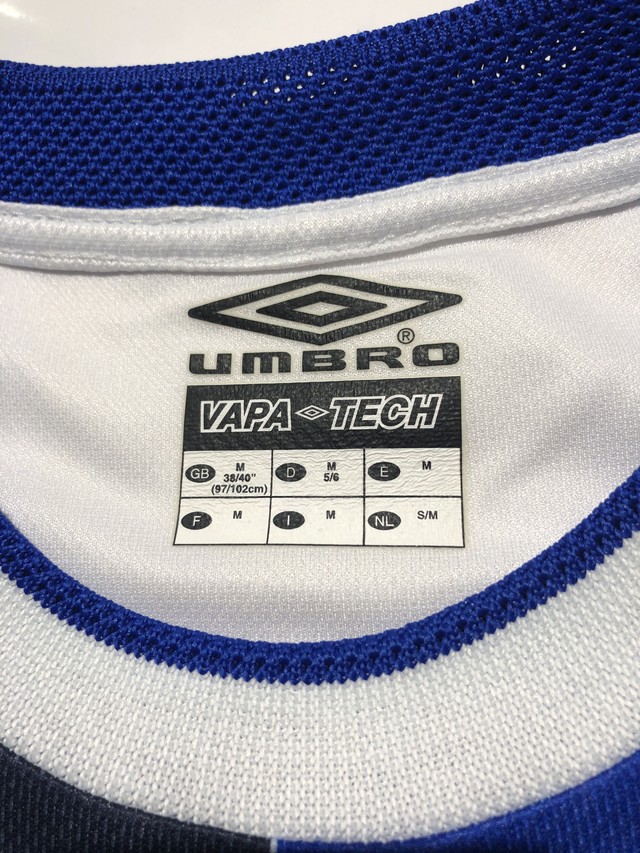 ®
UMBRO
VAPA TECH
GB M 38/40" (97/102cm) D M 5/6 E M
F M I M NL S/M